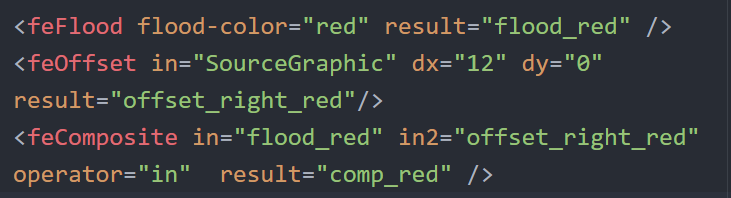 <feFlood flood-color="red" result="flood_red" />
<feOffset in="SourceGraphic" dx="12" dy="0"
result="offset_right_red"/>
<feComposite in="flood_red" in2="offset_right_red"
operator="in"  result="comp_red" />